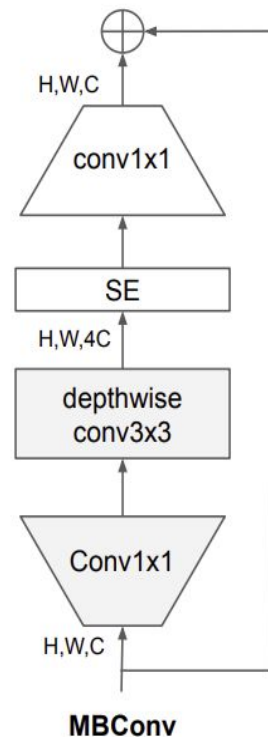 H,W,C
conv1x1
SE
H,W,4C
depthwise
conv3x3
Conv1x1
H,W,C
MBConv